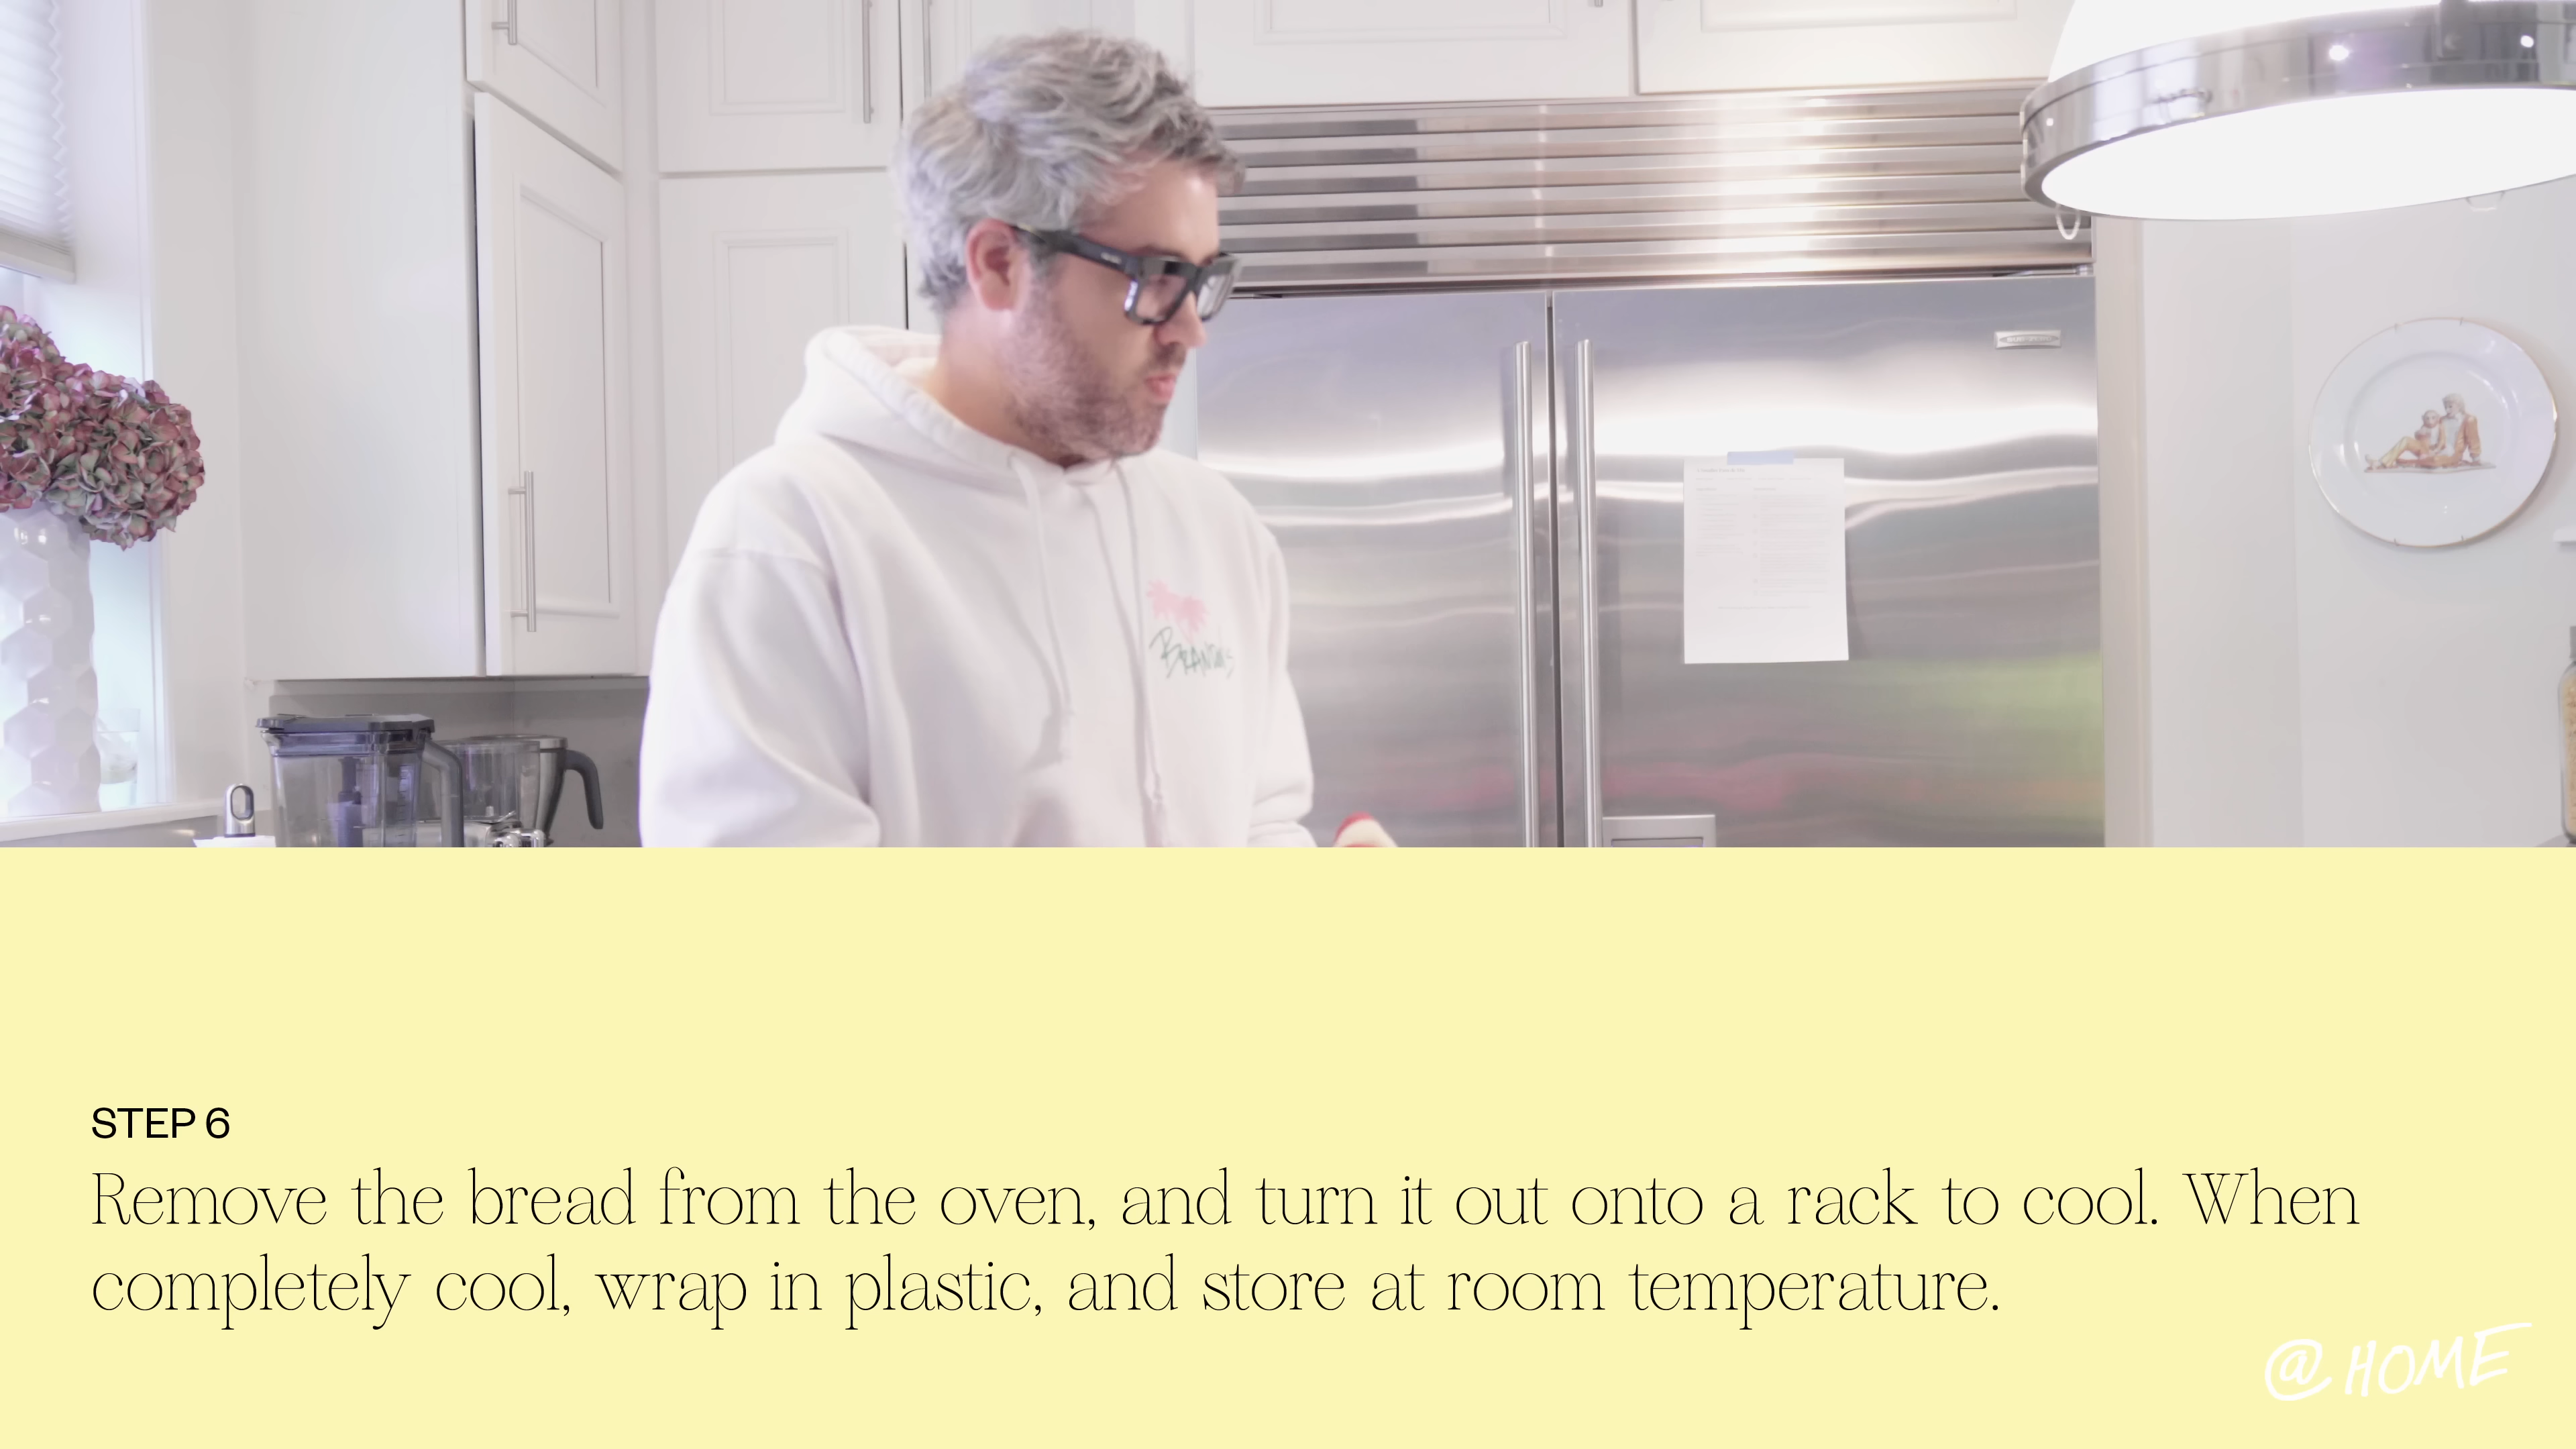 STEP 6
Remove the bread from the oven, and turn it out onto a rack to cool. When
completely cool, wrap in plastic, and store at room temperature.
@HOME